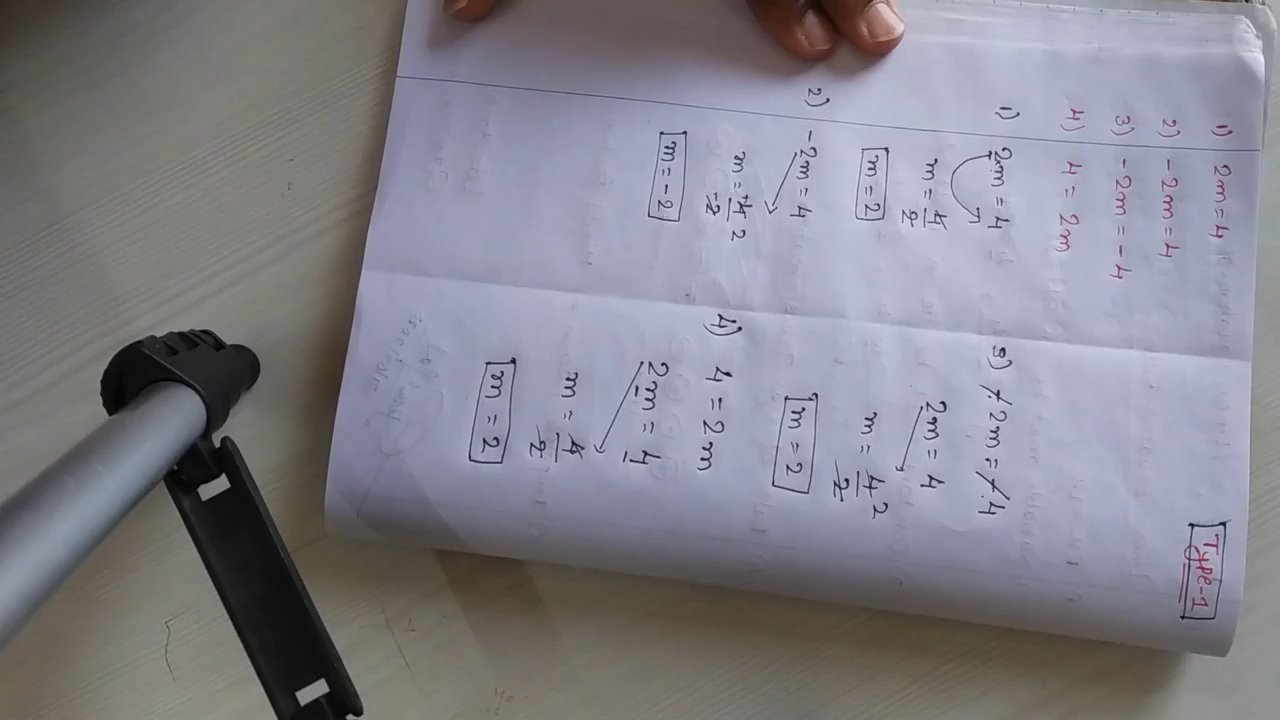 Type-1
1) 2m = 4
2) -2m = 4
3) -2m = -4
4) 4 = 2m
1) 2m = 4
m = 4/2
m = 2
2) -2m = 4
m = 4/-2 2
m = -2
3) -2m = -4
2m = 4
m = 4/2 2
m = 2
4) 4 = 2m
2m = 4
m = 4/2
m = 2